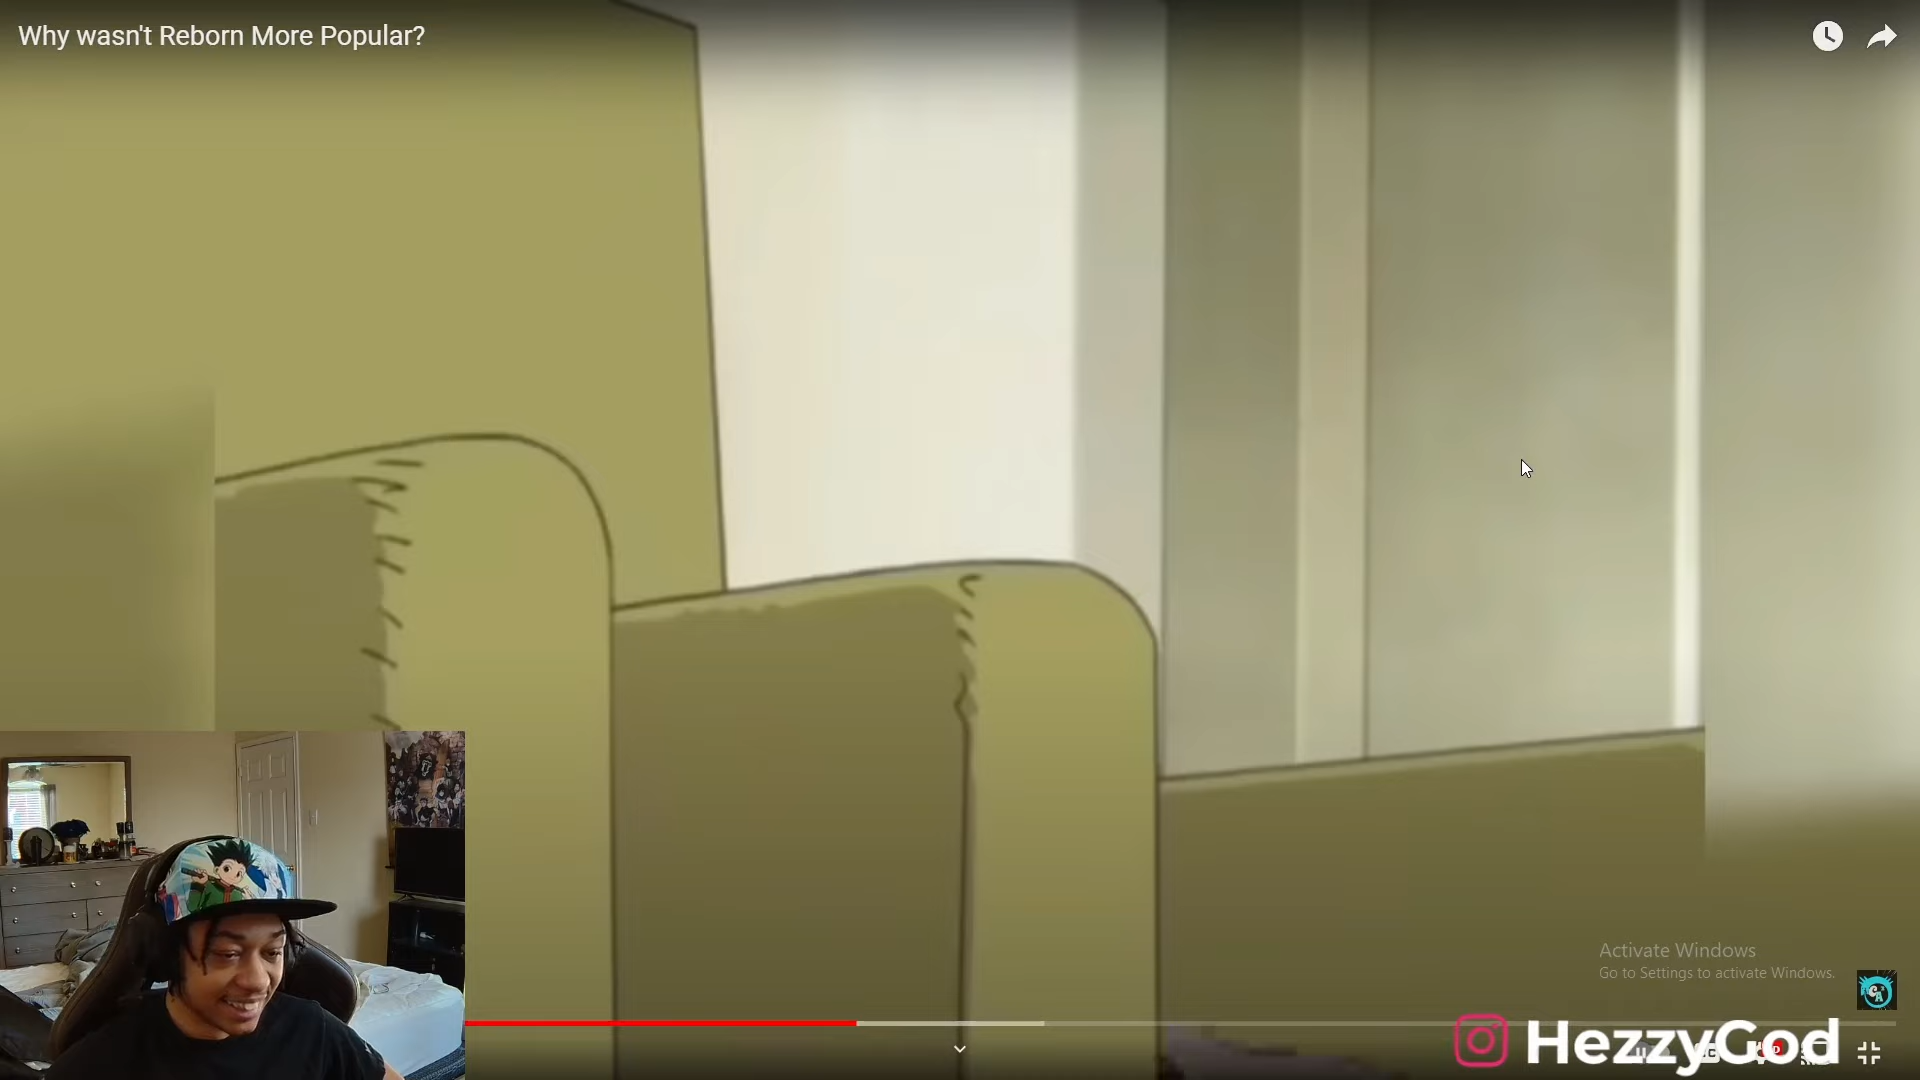 Why wasn't Reborn More Popular?
Activate Windows
Go to Settings to activate Windows.
HezzyGod